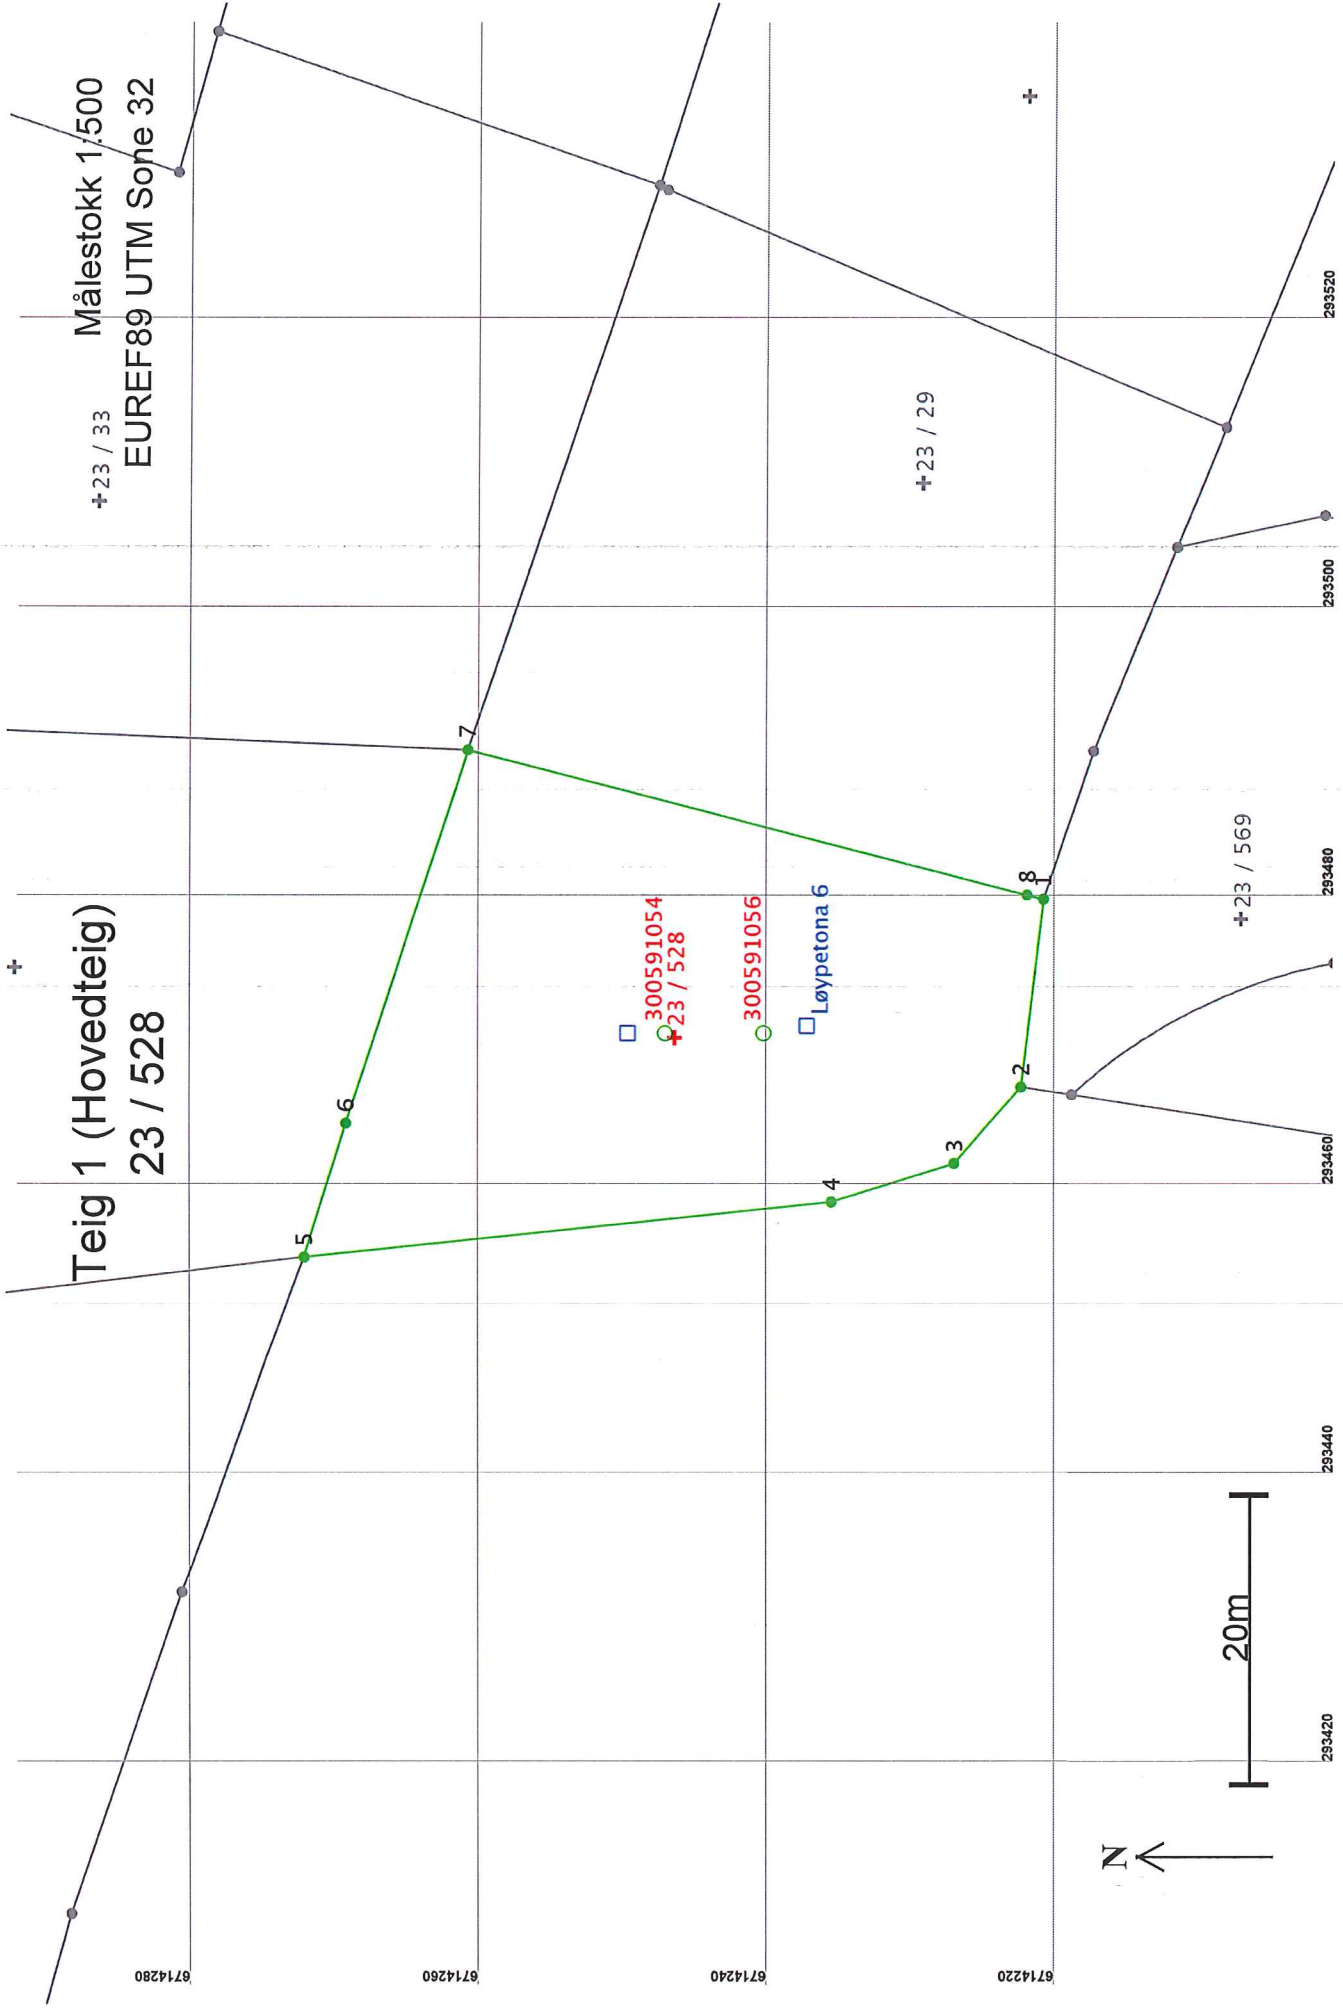 Teig 1 (Hovedteig)
23 / 528
Målestokk 1:500
EUREF89 UTM Sone 32
+23 / 33
5
6
7
300591054
+23 / 528
300591056
Løypetona 6
4
3
2
8
1
+23 / 29
+23 / 569
20m
N
6714280
6714260
6714240
6714220
293420
293440
293460
293480
293500
293520